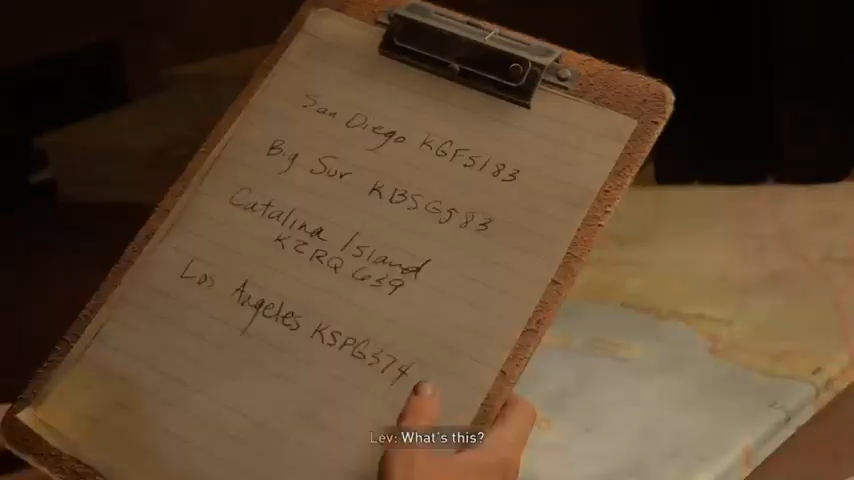 San Diego KGFS183
Big Sur KBSG583
Catalina Island
KZRQ639
Los Angeles KSPG374
Lev: What's this?